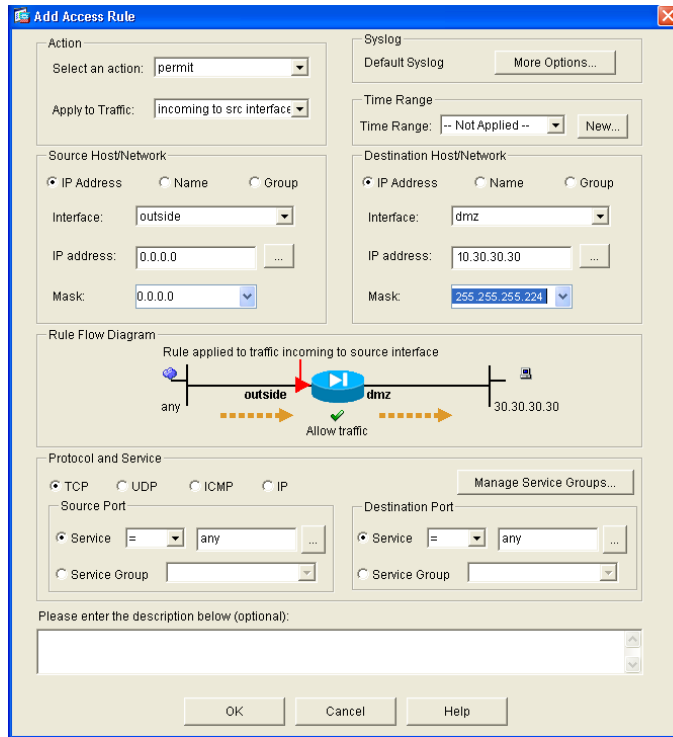 Add Access Rule
Action
Select an action: permit
Apply to Traffic: incoming to src interface
Syslog
Default Syslog More Options...
Time Range
Time Range: -- Not Applied -- New...
Source Host/Network
IP Address Name Group
Interface: outside
IP address: 0.0.0.0 ...
Mask: 0.0.0.0
Destination Host/Network
IP Address Name Group
Interface: dmz
IP address: 10.30.30.30 ...
Mask: 255.255.255.224
Rule Flow Diagram
Rule applied to traffic incoming to source interface
outside dmz
any 30.30.30.30
Allow traffic
Protocol and Service
TCP UDP ICMP IP Manage Service Groups...
Source Port
Service = any ...
Service Group
Destination Port
Service = any ...
Service Group
Please enter the description below (optional):
OK Cancel Help